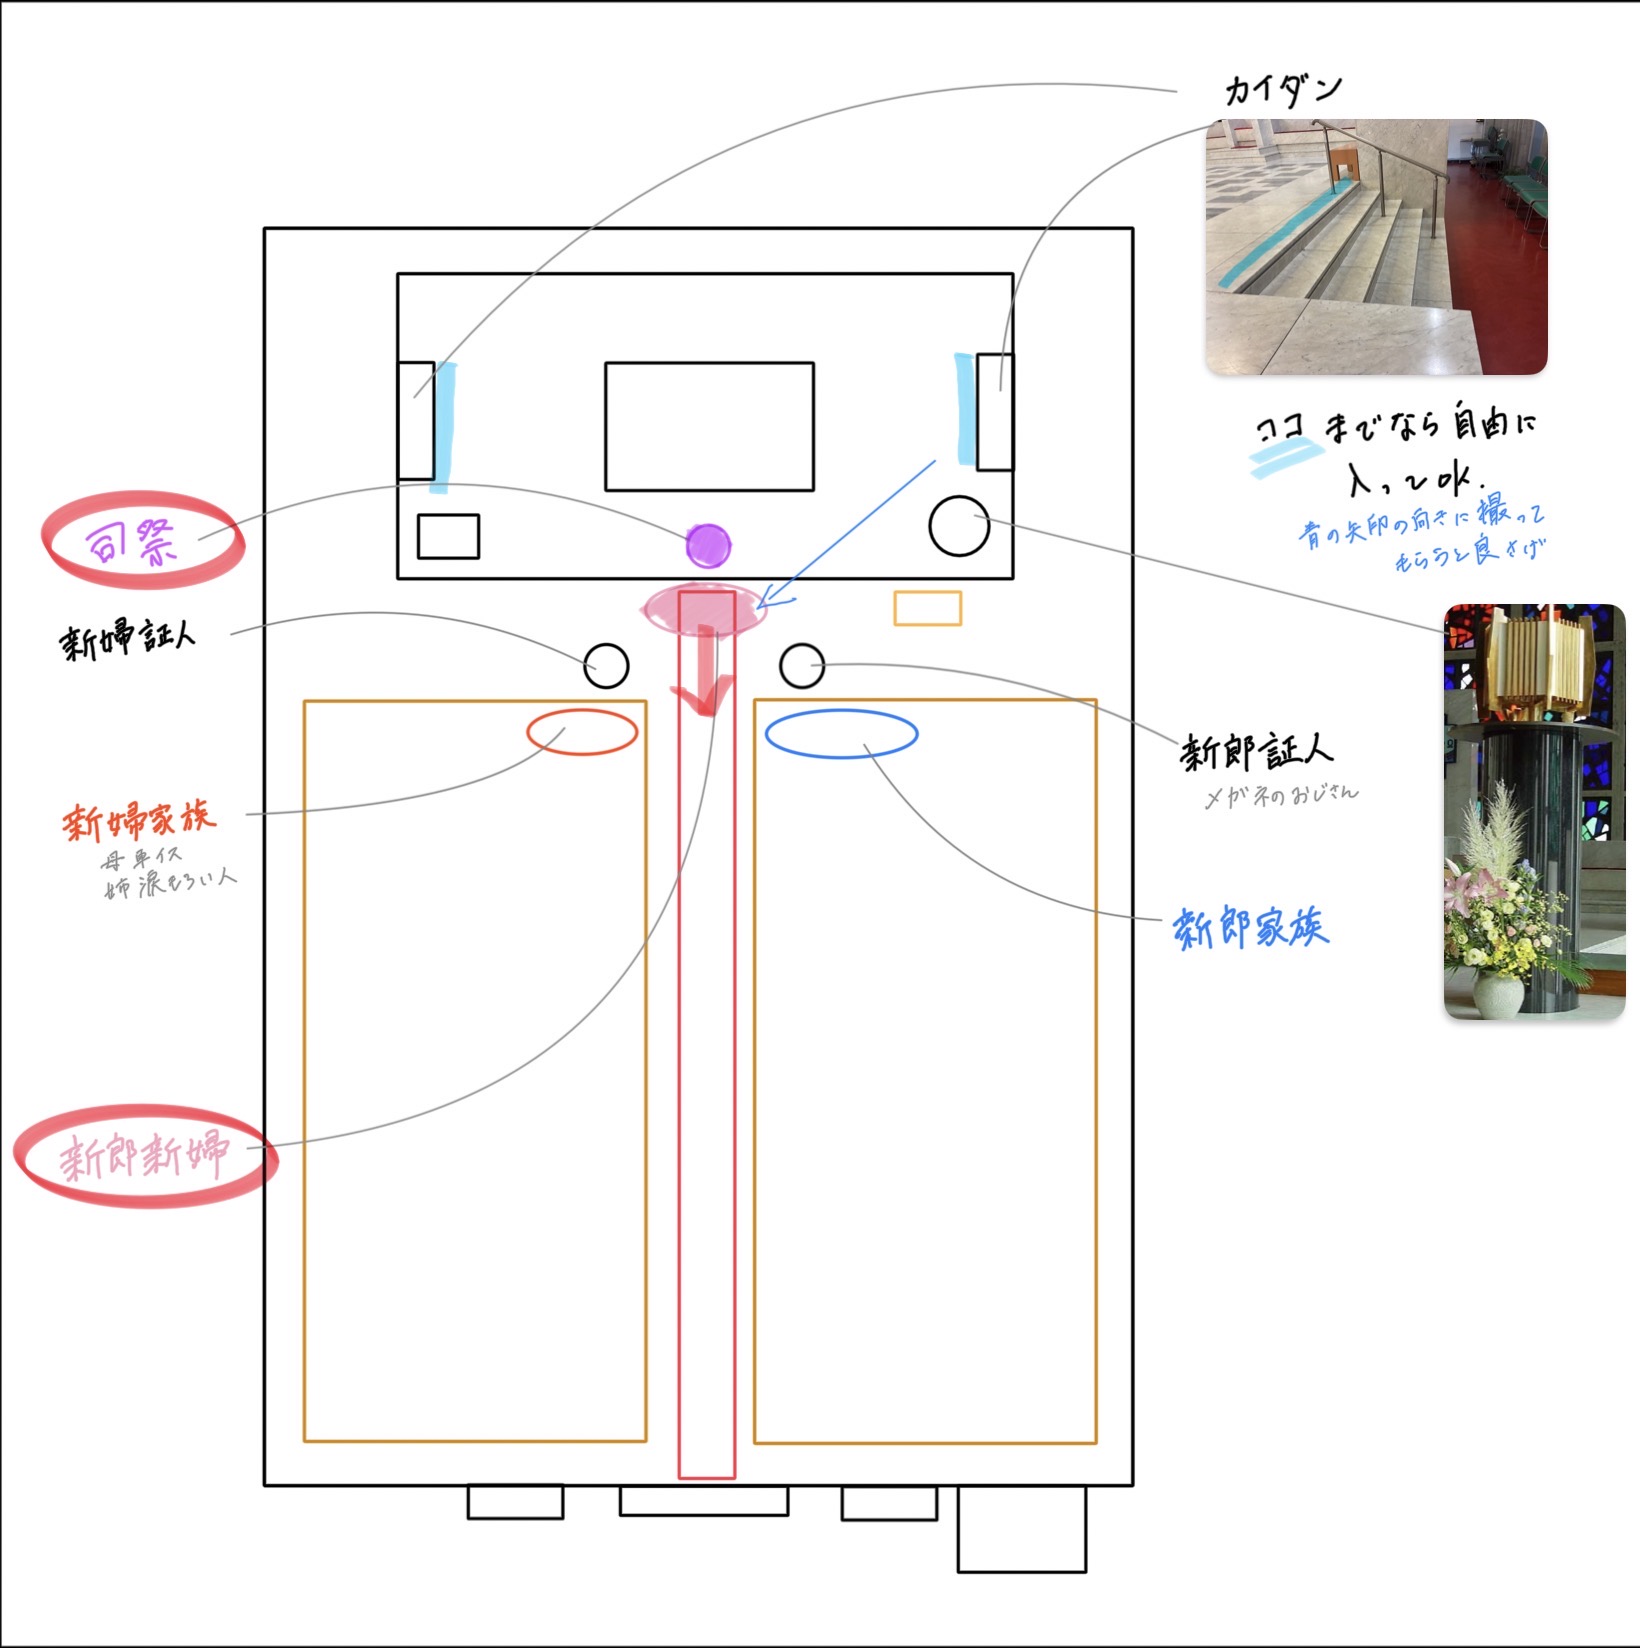 カイダン
ココ までなら自由に
入ってOK.
青の矢印の向きに撮って
もらうと良さげ
司祭
新婦証人
新郎証人
メガネのおじさん
新婦家族
母車イス
姉涙もろい人
新郎家族
新郎新婦